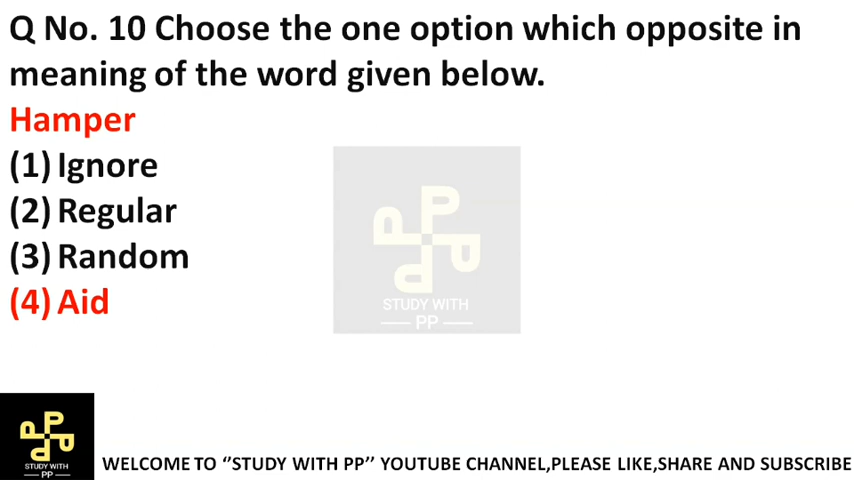 Q No. 10 Choose the one option which opposite in
meaning of the word given below.
Hamper
(1) Ignore
(2) Regular
(3) Random
(4) Aid
P P P P
STUDY WITH
PP
P P P P
STUDY WITH
PP
WELCOME TO ‘’STUDY WITH PP’’ YOUTUBE CHANNEL,PLEASE LIKE,SHARE AND SUBSCRIBE